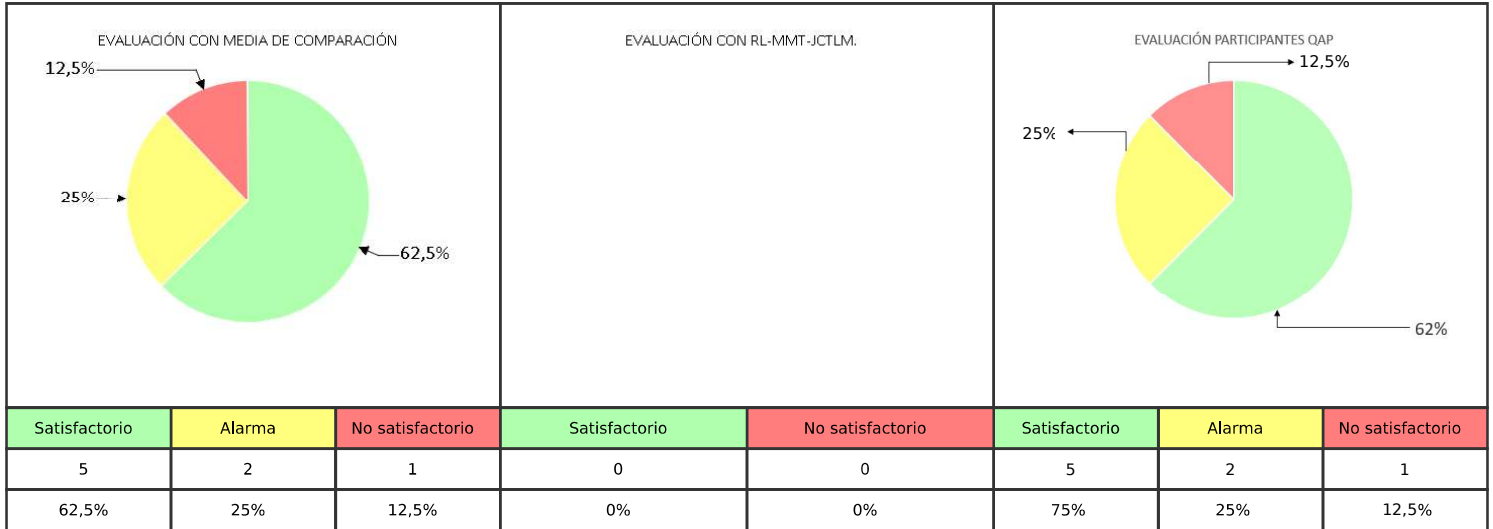 EVALUACIÓN CON MEDIA DE COMPARACIÓN
12,5%
25%
62,5%
EVALUACIÓN CON RL-MMT-JCTLM.
EVALUACIÓN PARTICIPANTES QAP
12,5%
25%
62%
Satisfactorio Alarma No satisfactorio Satisfactorio No satisfactorio Satisfactorio Alarma No satisfactorio
5 2 1 0 0 5 2 1
62,5% 25% 12,5% 0% 0% 75% 25% 12,5%